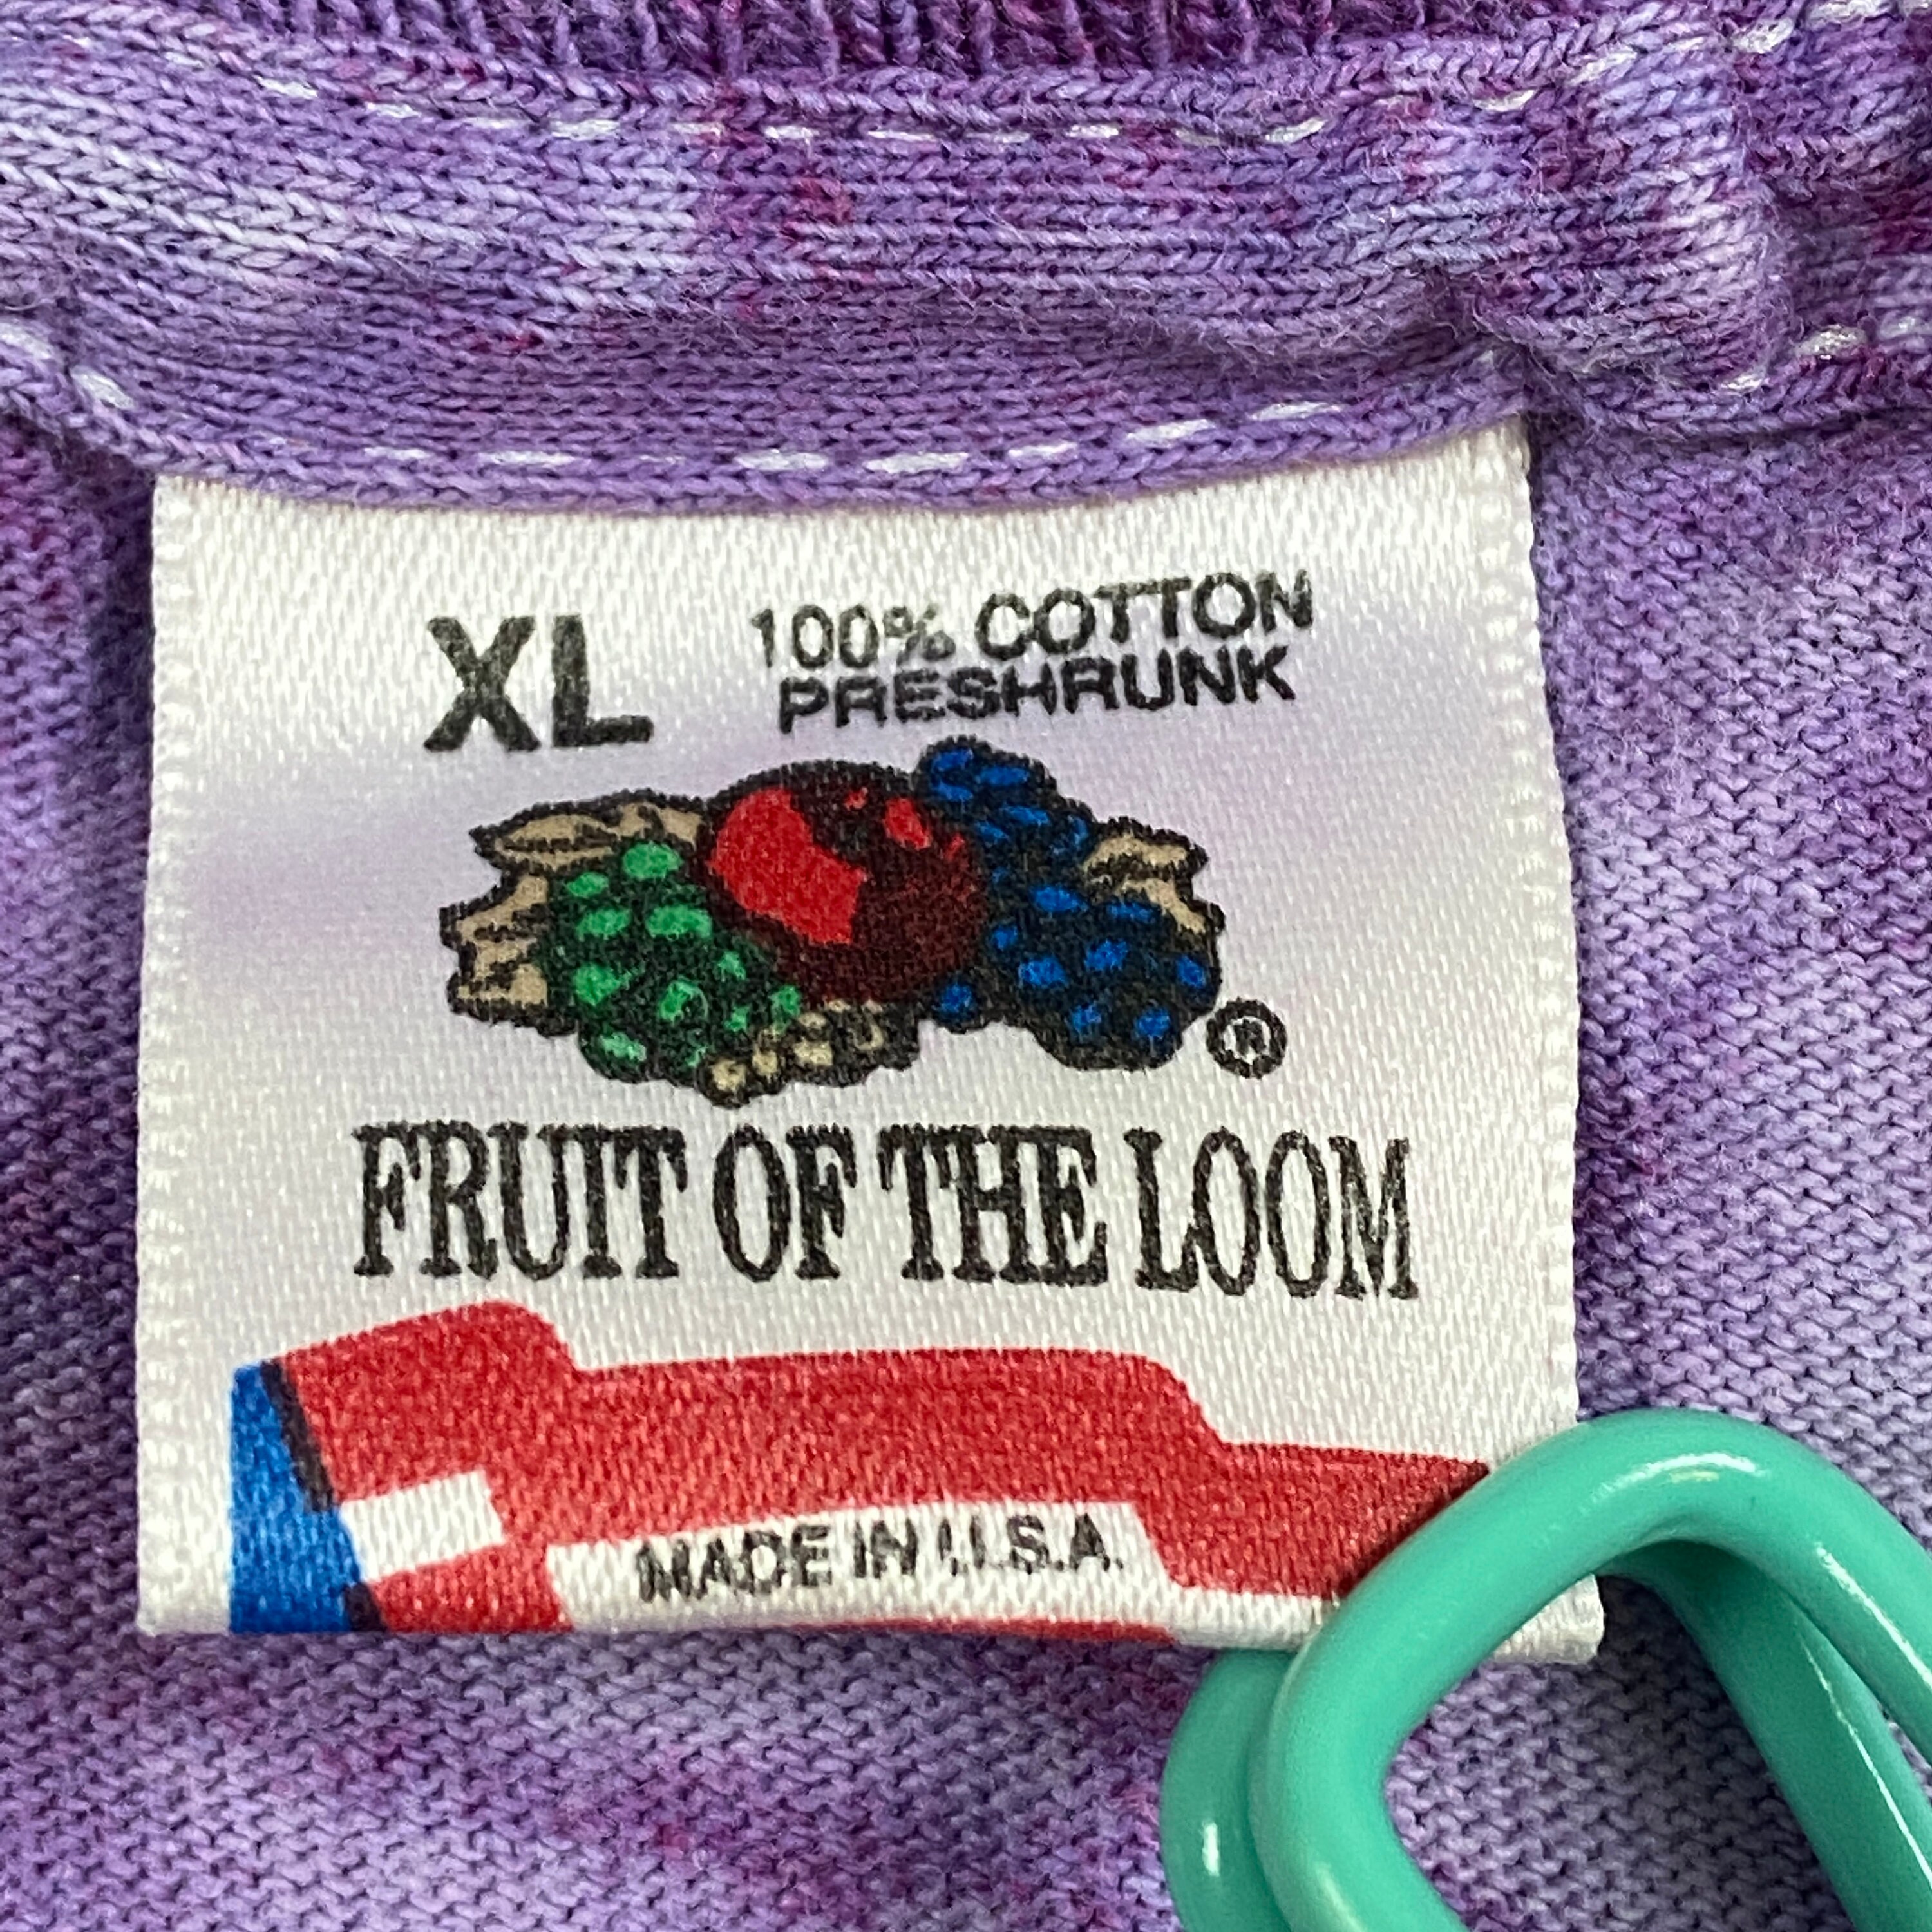 XL 100% COTTON
PRESHRUNK
®
FRUIT OF THE LOOM
MADE IN U.S.A.